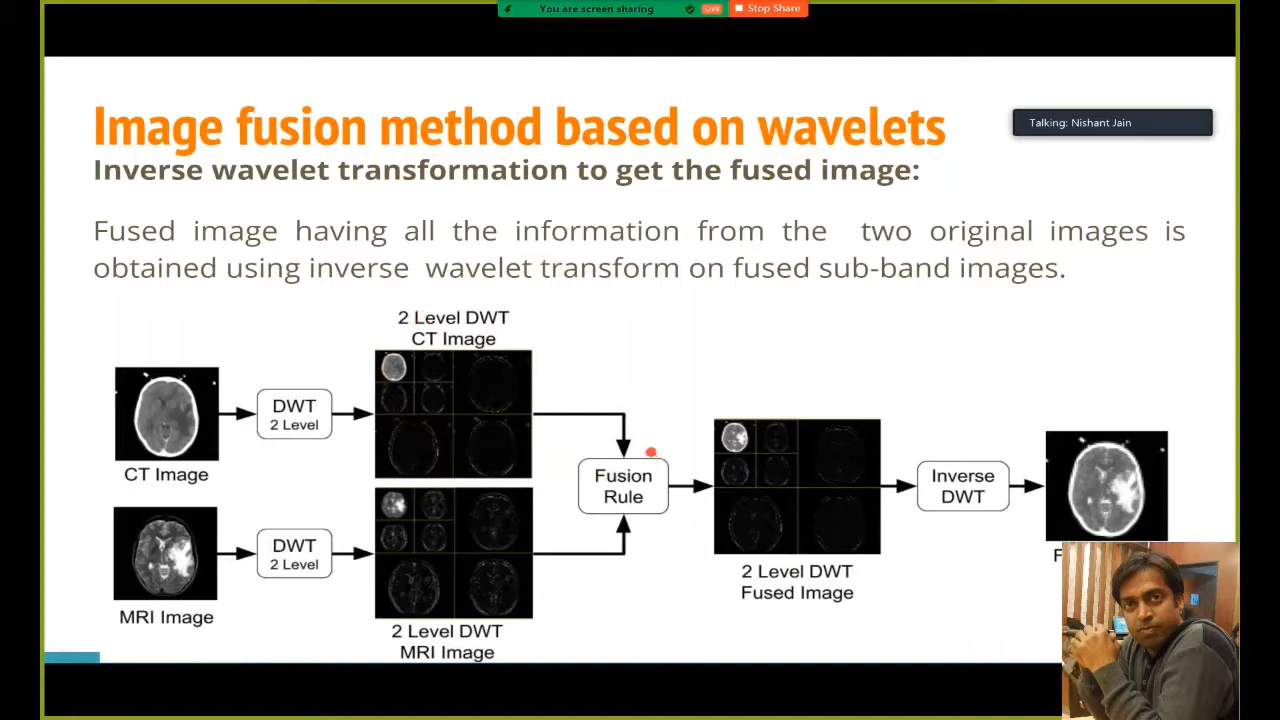 You are screen sharing LIVE Stop Share
Image fusion method based on wavelets
Talking: Nishant Jain
Inverse wavelet transformation to get the fused image:
Fused image having all the information from the two original images is
obtained using inverse wavelet transform on fused sub-band images.
2 Level DWT
CT Image
DWT
2 Level
CT Image
Fusion
Rule
Inverse
DWT
DWT
2 Level
MRI Image
2 Level DWT
Fused Image
2 Level DWT
MRI Image